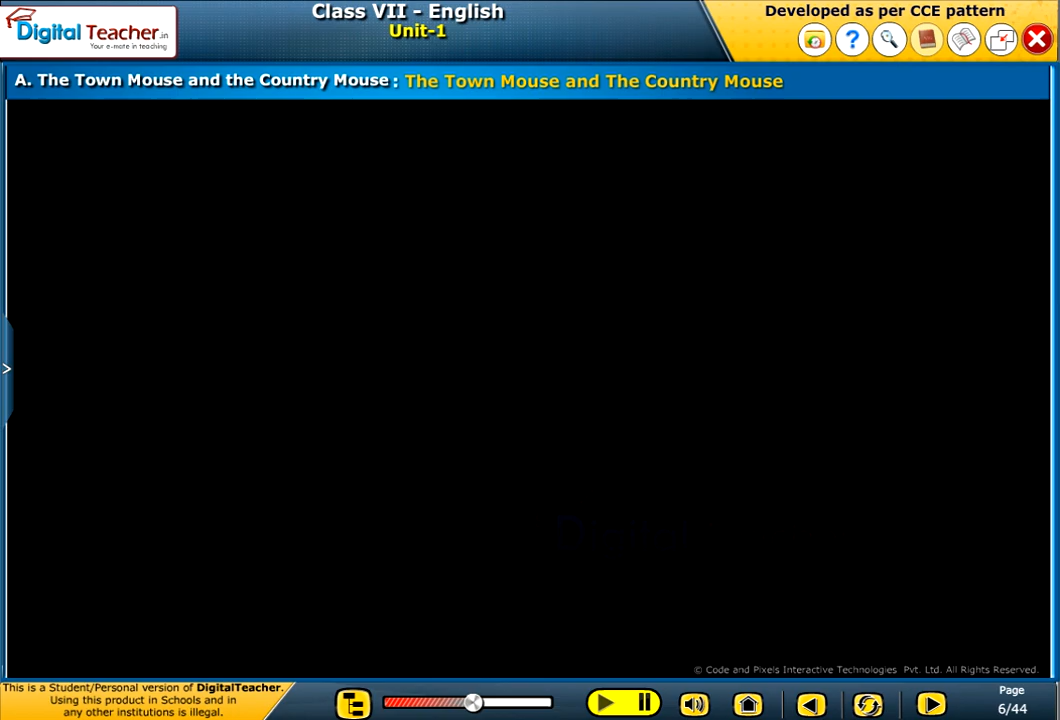 Digital Teacher.in
Your e-mate in teaching
Class VII - English
Unit-1
Developed as per CCE pattern
?
A. The Town Mouse and the Country Mouse : The Town Mouse and The Country Mouse
>
© Code and Pixels Interactive Technologies Pvt. Ltd. All Rights Reserved.
This is a Student/Personal version of DigitalTeacher.
Using this product in Schools and in
any other institutions is illegal.
Page
6/44